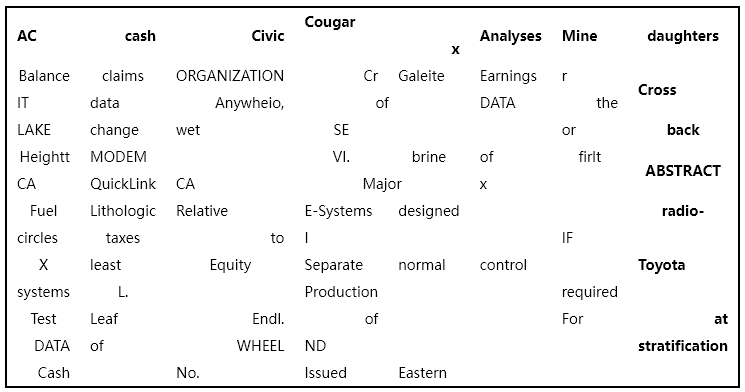 AC cash Civic Cougar x Analyses Mine daughters
Balance claims ORGANIZATION Cr Galeite Earnings r Cross
IT data Anywheio, of DATA the
LAKE change wet SE or back
Heightt MODEM VI. brine of firlt ABSTRACT
CA QuickLink CA Major x
Fuel Lithologic Relative E-Systems designed radio-
circles taxes to I IF
X least Equity Separate normal control Toyota
systems L. Production required
Test Leaf Endl. of For at
DATA of WHEEL ND stratification
Cash No. Issued Eastern